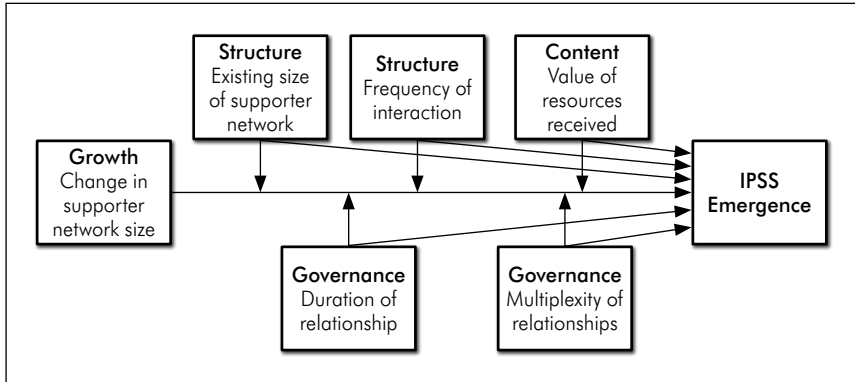 Structure
Existing size
of supporter
network
Structure
Frequency of
interaction
Content
Value of
resources
received
Growth
Change in
supporter
network size
IPSS
Emergence
Governance
Duration of
relationship
Governance
Multiplexity of
relationships